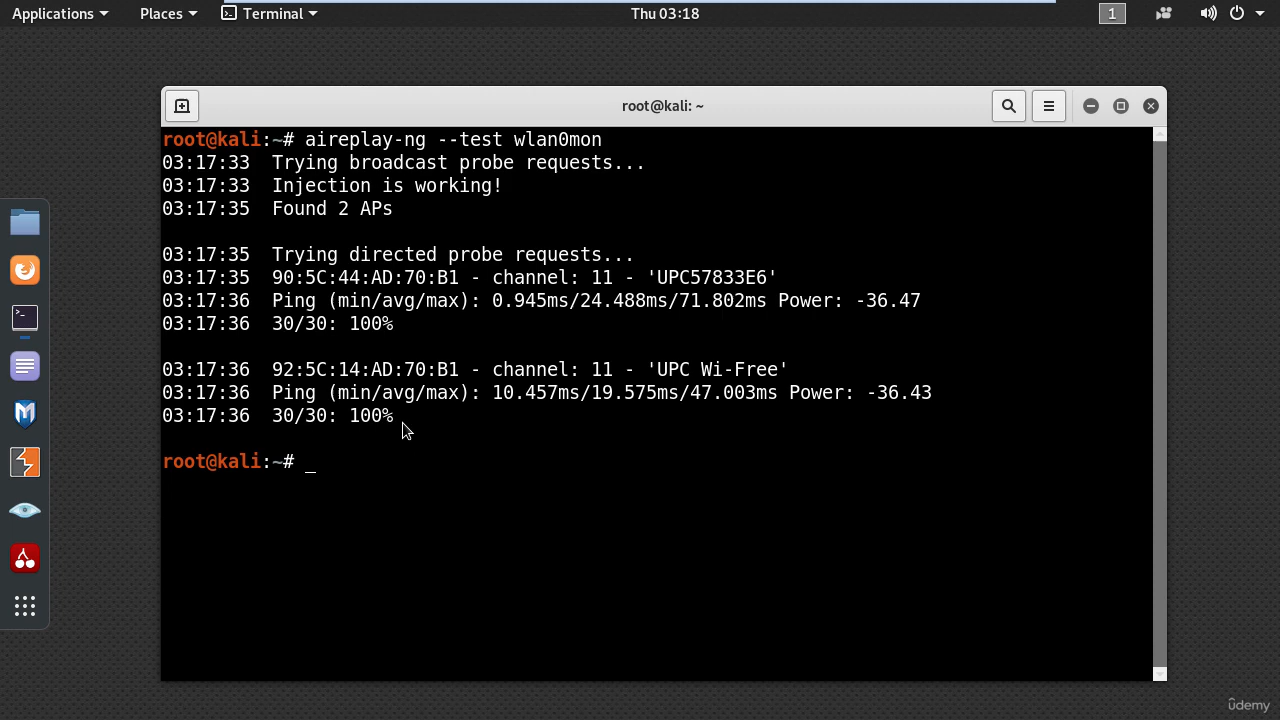 Applications Places Terminal Thu 03:18 1
root@kali: ~
root@kali:~# aireplay-ng --test wlan0mon
03:17:33  Trying broadcast probe requests...
03:17:33  Injection is working!
03:17:35  Found 2 APs
03:17:35  Trying directed probe requests...
03:17:35  90:5C:44:AD:70:B1 - channel: 11 - 'UPC57833E6'
03:17:36  Ping (min/avg/max): 0.945ms/24.488ms/71.802ms Power: -36.47
03:17:36  30/30: 100%
03:17:36  92:5C:14:AD:70:B1 - channel: 11 - 'UPC Wi-Free'
03:17:36  Ping (min/avg/max): 10.457ms/19.575ms/47.003ms Power: -36.43
03:17:36  30/30: 100%
root@kali:~# _
ûdemy